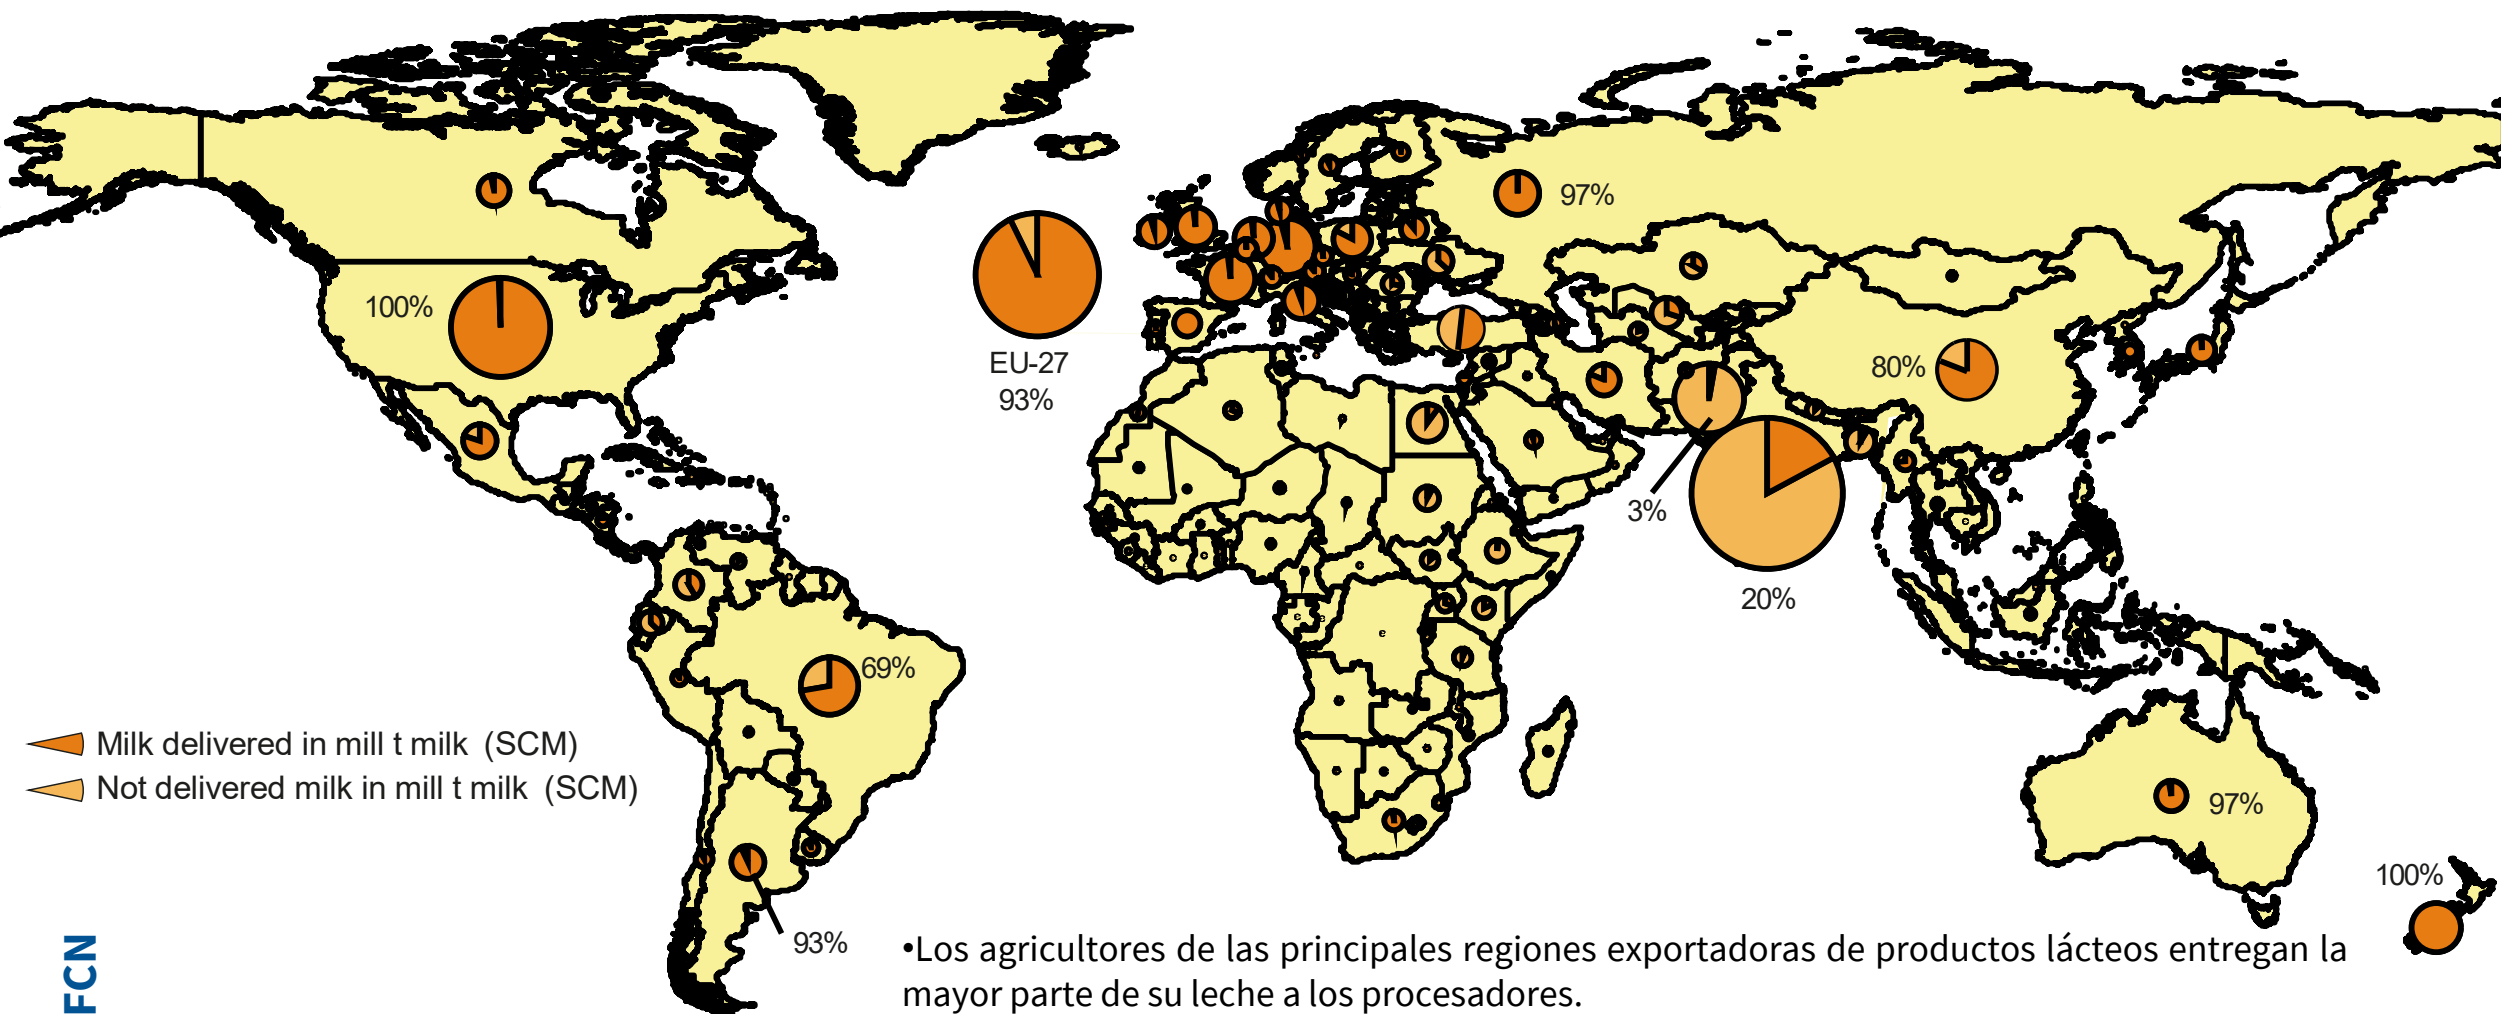 97%
100%
EU-27
93%
80%
3%
20%
69%
Milk delivered in mill t milk (SCM)
Not delivered milk in mill t milk (SCM)
97%
100%
93%
FCN
•Los agricultores de las principales regiones exportadoras de productos lácteos entregan la
mayor parte de su leche a los procesadores.